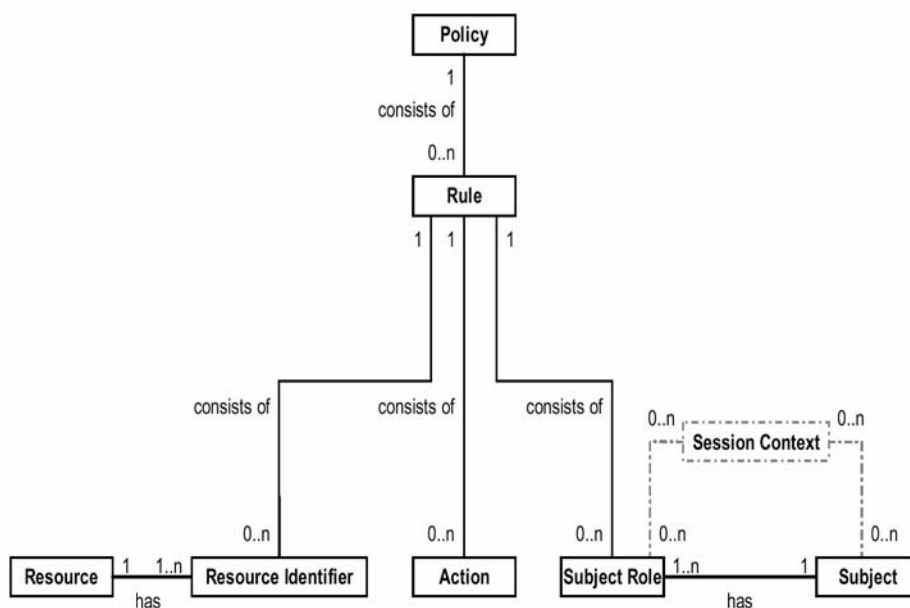 Policy
1
consists of
0..n
Rule
1 1 1
consists of consists of consists of
0..n 0..n
Session Context
0..n 0..n 0..n 0..n 0..n
Resource 1 1..n Resource Identifier Action Subject Role 1..n 1 Subject
has has